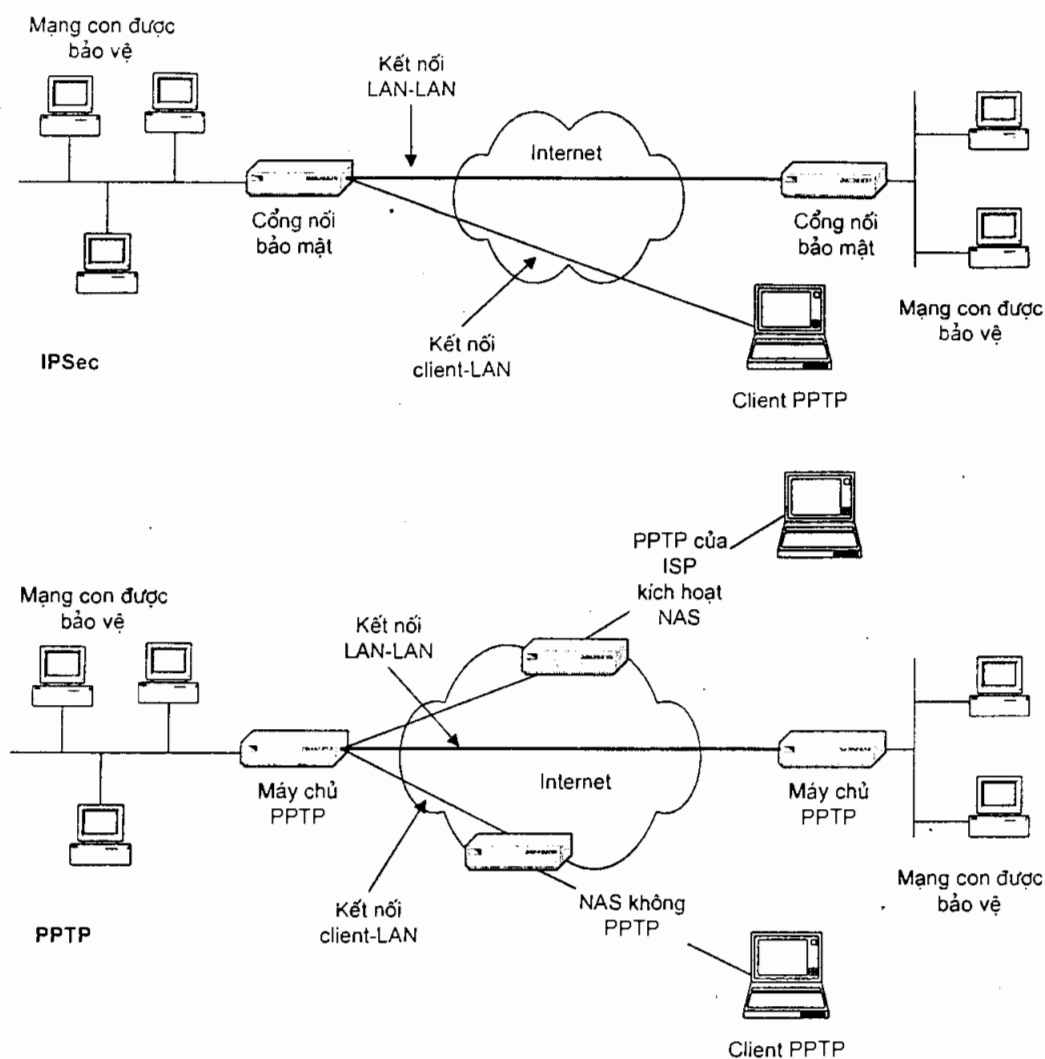 Mạng con được
bảo vệ
Kết nối
LAN-LAN
Internet
Cổng nối
bảo mật
Cổng nối
bảo mật
Mạng con được
bảo vệ
Kết nối
client-LAN
IPSec
Client PPTP
PPTP của
ISP
kích hoạt
NAS
Mạng con được
bảo vệ
Kết nối
LAN-LAN
Internet
Máy chủ
PPTP
Máy chủ
PPTP
Mạng con được
bảo vệ
NAS không
PPTP
Kết nối
client-LAN
PPTP
Client PPTP